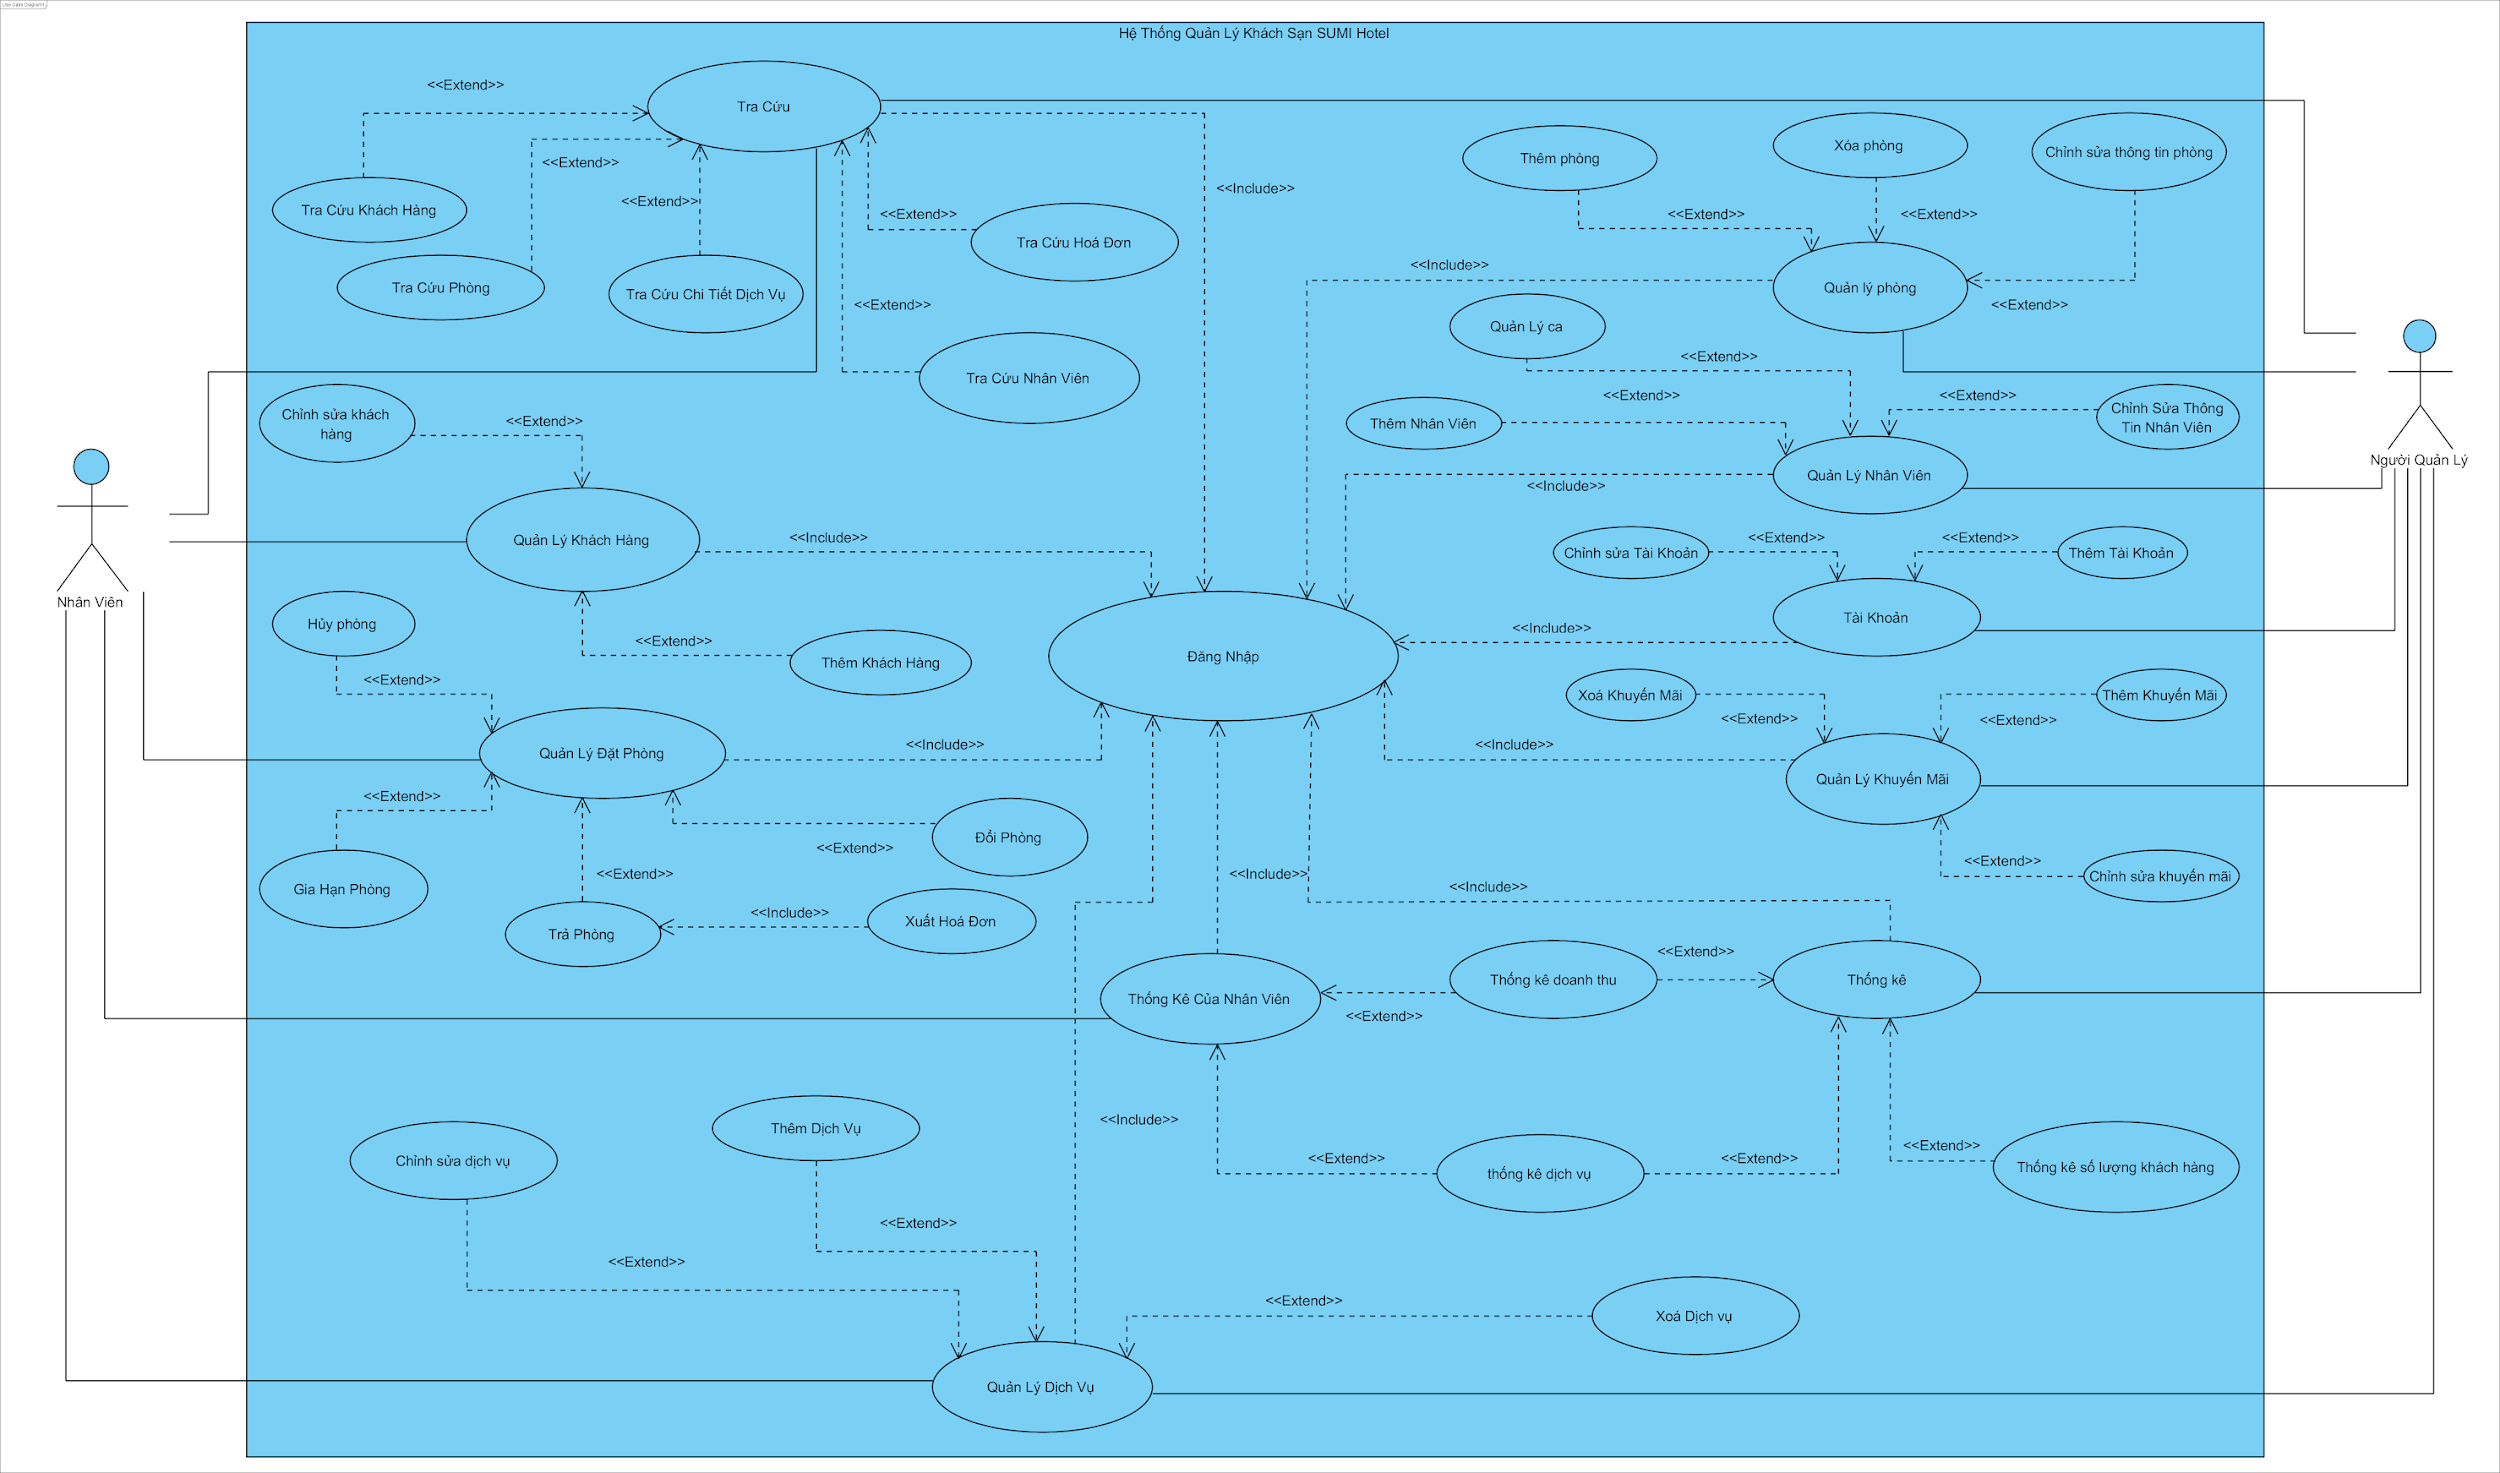 Use Case Diagram1
Hệ Thống Quản Lý Khách Sạn SUMI Hotel
<<Extend>>
Tra Cứu
<<Extend>>
<<Extend>>
<<Extend>>
<<Include>>
Tra Cứu Khách Hàng
Tra Cứu Hoá Đơn
Tra Cứu Phòng
Tra Cứu Chi Tiết Dịch Vụ
<<Extend>>
Tra Cứu Nhân Viên
Thêm phòng
Xóa phòng
Chỉnh sửa thông tin phòng
<<Extend>>
<<Extend>>
<<Include>>
Quản lý phòng
<<Extend>>
Quản Lý ca
<<Extend>>
<<Extend>>
<<Extend>>
Thêm Nhân Viên
Chỉnh Sửa Thông
Tin Nhân Viên
Quản Lý Nhân Viên
<<Include>>
Người Quản Lý
Chỉnh sửa khách
hàng
<<Extend>>
Quản Lý Khách Hàng
<<Include>>
Nhân Viên
Chỉnh sửa Tài Khoản
<<Extend>>
<<Extend>>
Thêm Tài Khoản
Tài Khoản
<<Include>>
Hủy phòng
<<Extend>>
Thêm Khách Hàng
Đăng Nhập
<<Extend>>
Xoá Khuyến Mãi
Thêm Khuyến Mãi
<<Extend>>
<<Extend>>
Quản Lý Đặt Phòng
<<Include>>
<<Include>>
Quản Lý Khuyến Mãi
<<Extend>>
Đổi Phòng
<<Extend>>
<<Extend>>
Gia Hạn Phòng
<<Extend>>
<<Include>>
<<Include>>
Chỉnh sửa khuyến mãi
Trả Phòng
<<Include>>
Xuất Hoá Đơn
<<Extend>>
Thống Kê Của Nhân Viên
Thống kê doanh thu
Thống kê
<<Extend>>
Thêm Dịch Vụ
<<Include>>
Chỉnh sửa dịch vụ
<<Extend>>
thống kê dịch vụ
<<Extend>>
<<Extend>>
Thống kê số lượng khách hàng
<<Extend>>
<<Extend>>
<<Extend>>
Xoá Dịch vụ
Quản Lý Dịch Vụ